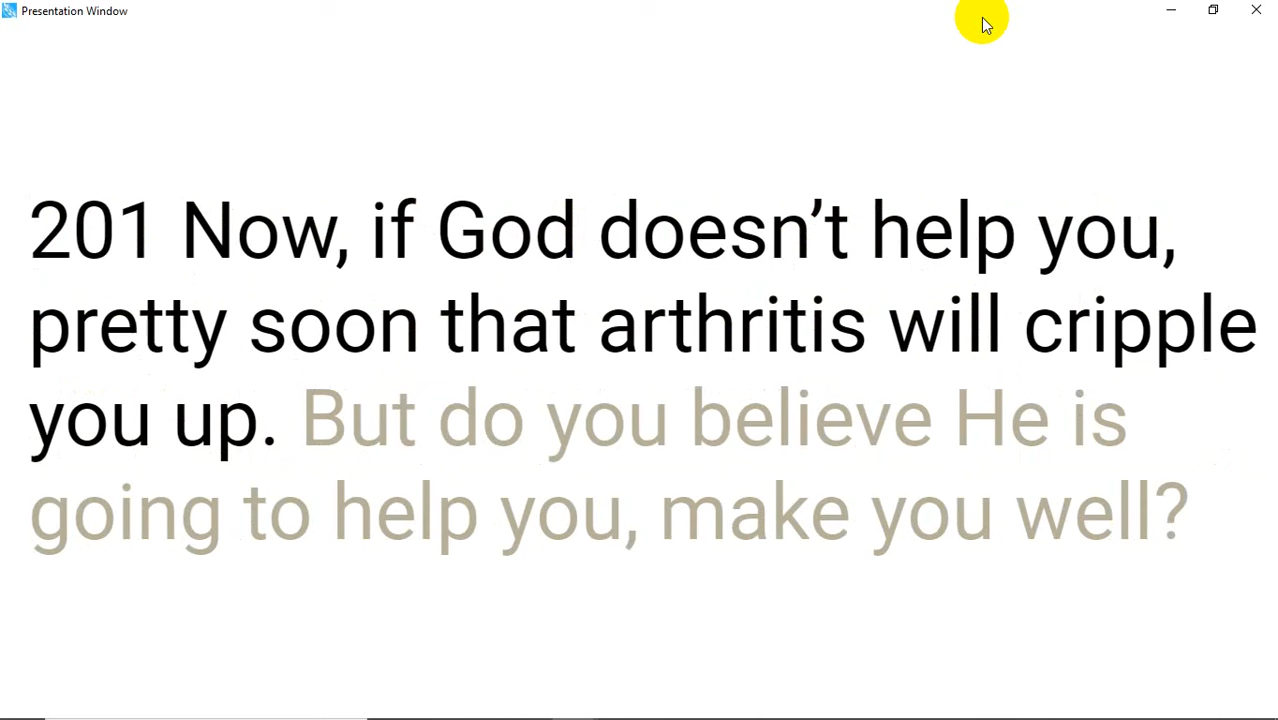 Presentation Window
201 Now, if God doesn’t help you,
pretty soon that arthritis will cripple
you up. But do you believe He is
going to help you, make you well?